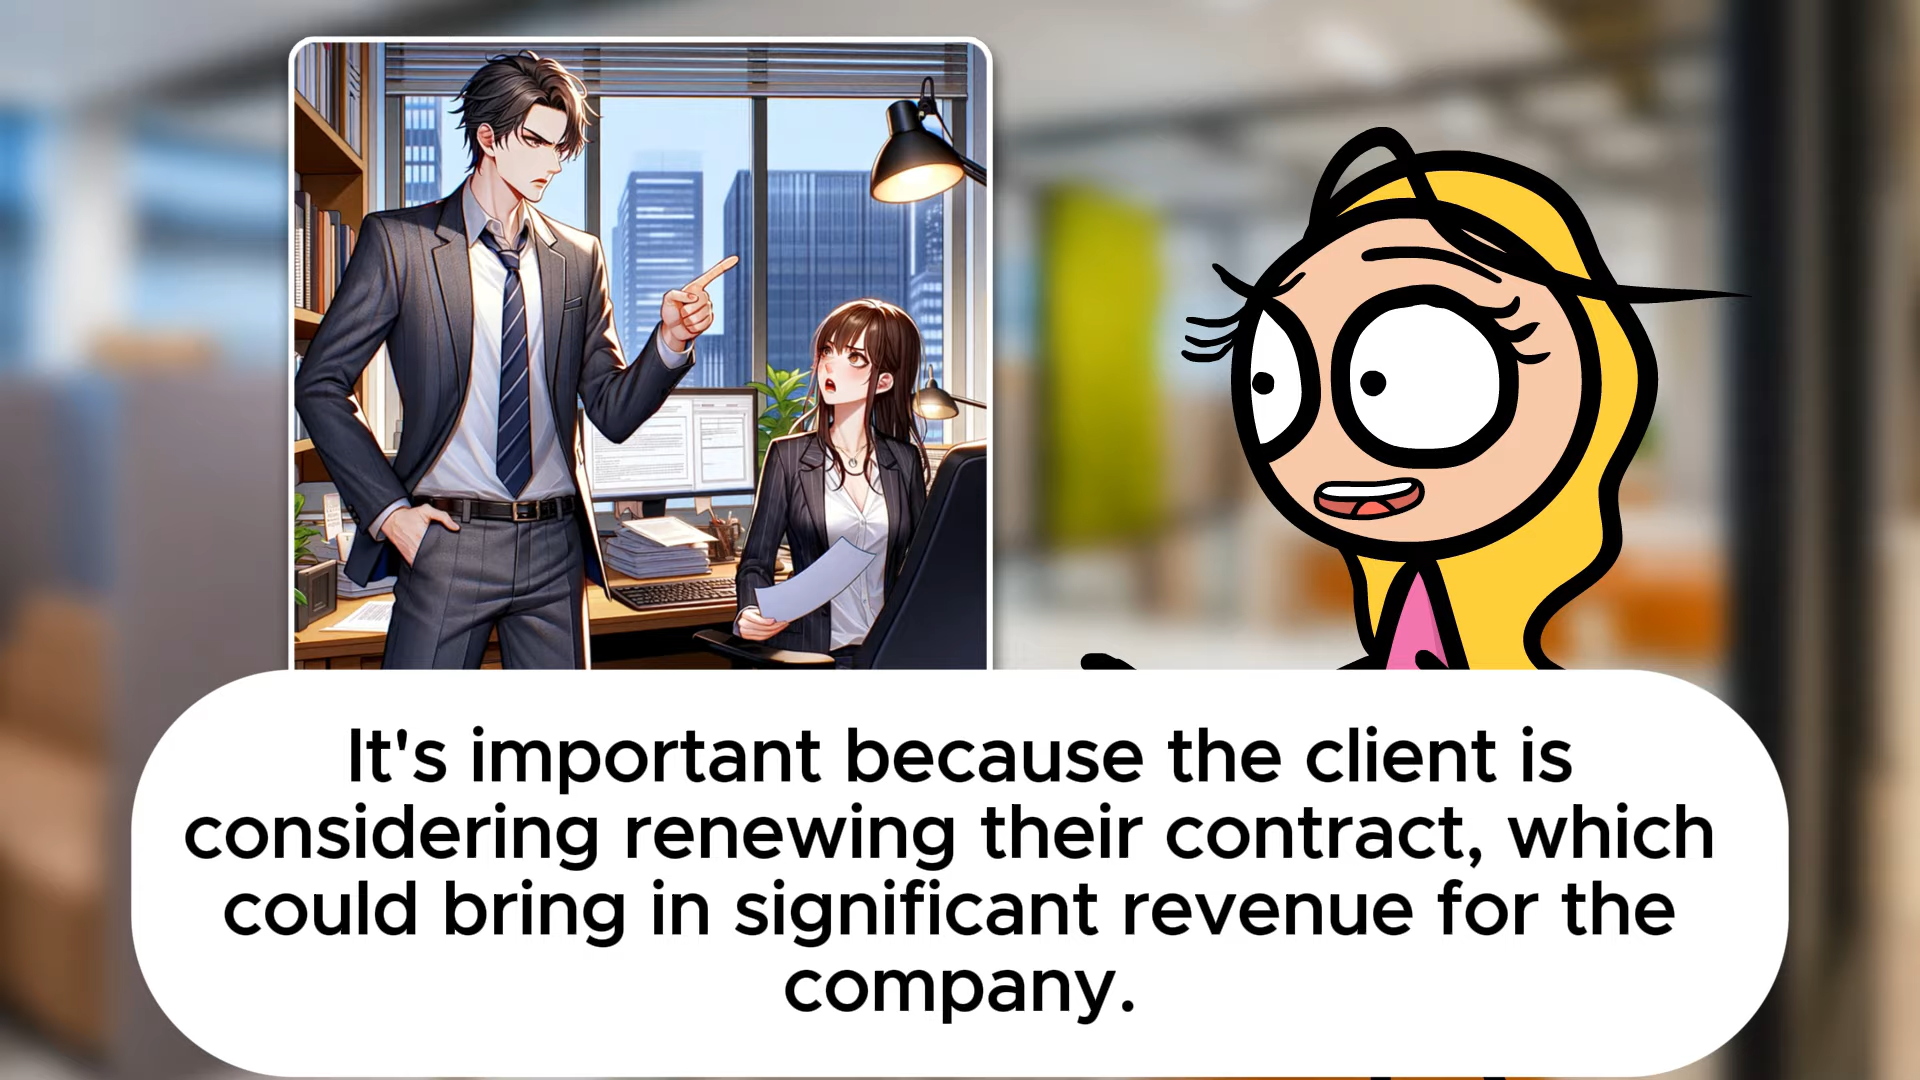 It's important because the client is
considering renewing their contract, which
could bring in significant revenue for the
company.